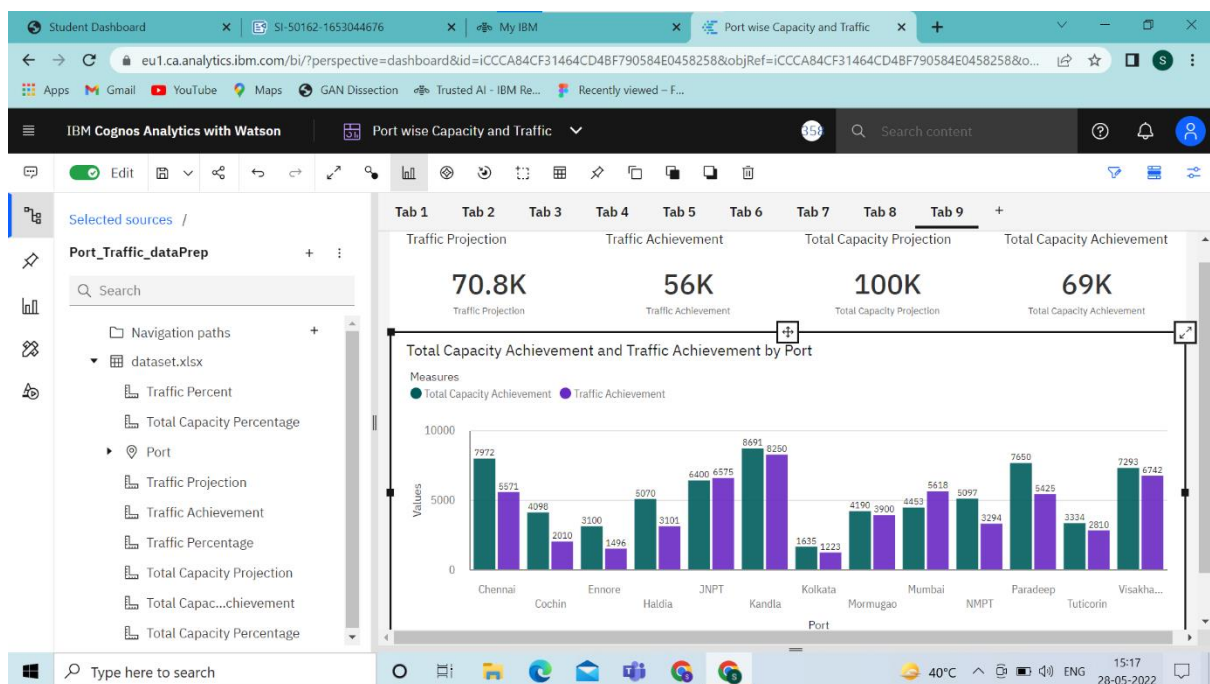 Student Dashboard
SI-50162-1653044676
My IBM
Port wise Capacity and Traffic
eu1.ca.analytics.ibm.com/bi/?perspective=dashboard&id=iCCCA84CF31464CD4BF790584E0458258&objRef=iCCCA84CF31464CD4BF790584E0458258&o...
S
Apps Gmail YouTube Maps GAN Dissection Trusted AI - IBM Re... Recently viewed – F...
IBM Cognos Analytics with Watson
Port wise Capacity and Traffic
358
Search content
Edit
Selected sources /
Port_Traffic_dataPrep
Search
Navigation paths
dataset.xlsx
Traffic Percent
Total Capacity Percentage
Port
Traffic Projection
Traffic Achievement
Traffic Percentage
Total Capacity Projection
Total Capac...chievement
Total Capacity Percentage
Tab 1 Tab 2 Tab 3 Tab 4 Tab 5 Tab 6 Tab 7 Tab 8 Tab 9 +
Traffic Projection Traffic Achievement Total Capacity Projection Total Capacity Achievement
70.8K 56K 100K 69K
Traffic Projection Traffic Achievement Total Capacity Projection Total Capacity Achievement
Total Capacity Achievement and Traffic Achievement by Port
Measures
Total Capacity Achievement Traffic Achievement
Values
10000
5000
0
7972 5571 4098 2010 3100 1496 5070 3101 6400 6575 8691 8250 1635 1223 4190 3900 4453 5618 5097 3294 7650 5425 3334 2810 7293 6742
Chennai Cochin Ennore Haldia JNPT Kandla Kolkata Mormugao Mumbai NMPT Paradeep Tuticorin Visakha...
Port
Type here to search
40°C
ENG
15:17
28-05-2022